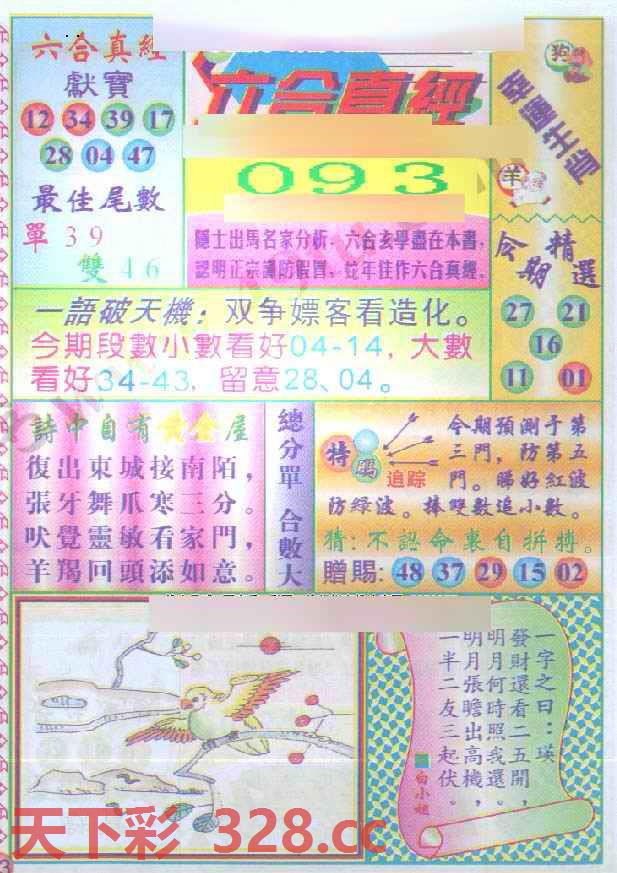 六合真經
獻寶
12 34 39 17
28 04 47
最佳尾數
單39
雙46
六合真經
093
隱士出馬名家分析，六合玄學盡在本書，
認明正宗謹防假冒，蛇年佳作六合真經。
狗
幸運生肖
羊
今期精選
27 21
16
11 01
一語破天機：双争嫖客看造化。
今期段數小數看好04-14，大數
看好34-43，留意28、04。
詩中自有黃金屋
復出東城接南陌，
張牙舞爪寒三分。
吠覺靈敏看家門，
羊羯回頭添如意。
總分單 合數大
特碼
追踪
今期預測于第
三門，防第五
門。睇好紅波
防綠波。捧雙數追小數。
猜：不認命裏自拼搏。
贈賜：48 37 29 15 02
一字之曰：瑛
發財還看二五開，
明月何時照我還。
明月張瞻出高機，
一半二友三起伏。
白小姐
天下彩 328.cc